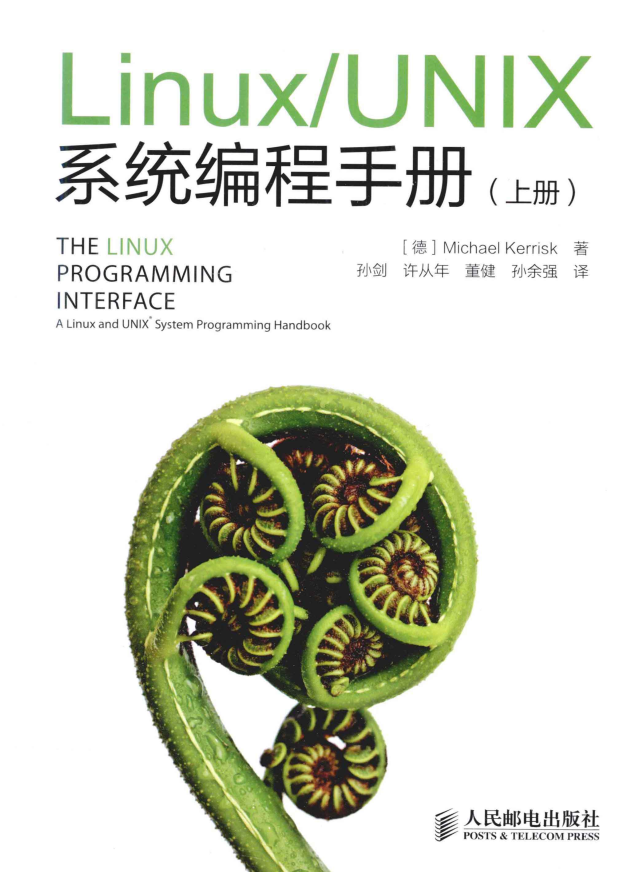 Linux/UNIX
系统编程手册（上册）
THE LINUX
PROGRAMMING
INTERFACE
A Linux and UNIX® System Programming Handbook
［德］Michael Kerrisk 著
孙剑 许从年 董健 孙余强 译
人民邮电出版社
POSTS & TELECOM PRESS